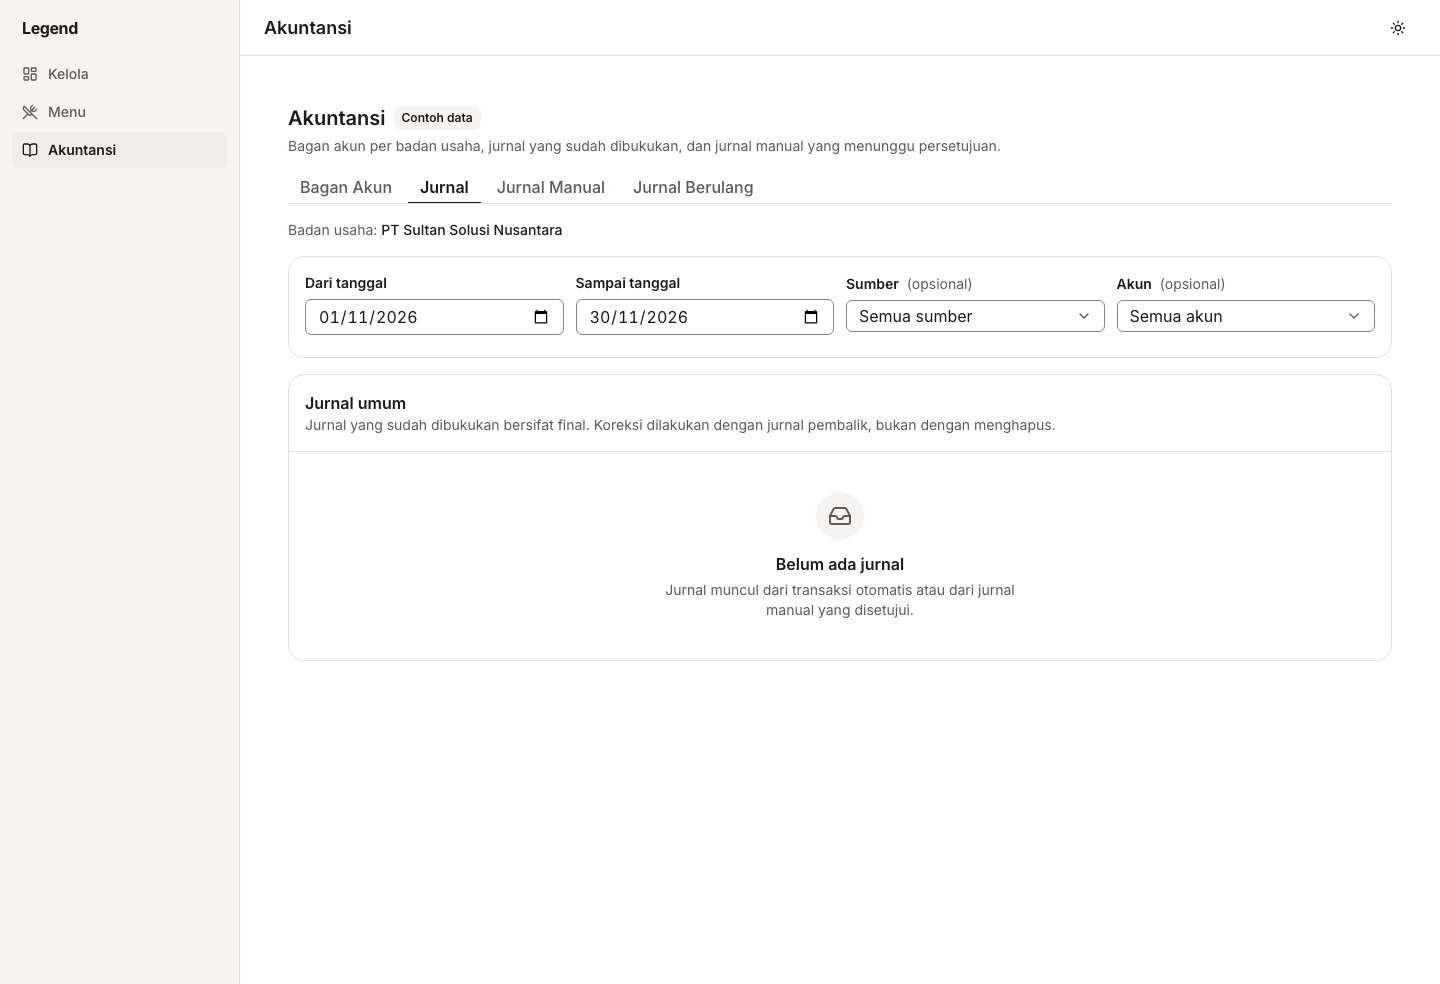 Legend
Kelola
Menu
Akuntansi
Akuntansi
Akuntansi Contoh data
Bagan akun per badan usaha, jurnal yang sudah dibukukan, dan jurnal manual yang menunggu persetujuan.
Bagan Akun Jurnal Jurnal Manual Jurnal Berulang
Badan usaha: PT Sultan Solusi Nusantara
Dari tanggal Sampai tanggal Sumber (opsional) Akun (opsional)
01/11/2026 30/11/2026 Semua sumber Semua akun
Jurnal umum
Jurnal yang sudah dibukukan bersifat final. Koreksi dilakukan dengan jurnal pembalik, bukan dengan menghapus.
Belum ada jurnal
Jurnal muncul dari transaksi otomatis atau dari jurnal
manual yang disetujui.